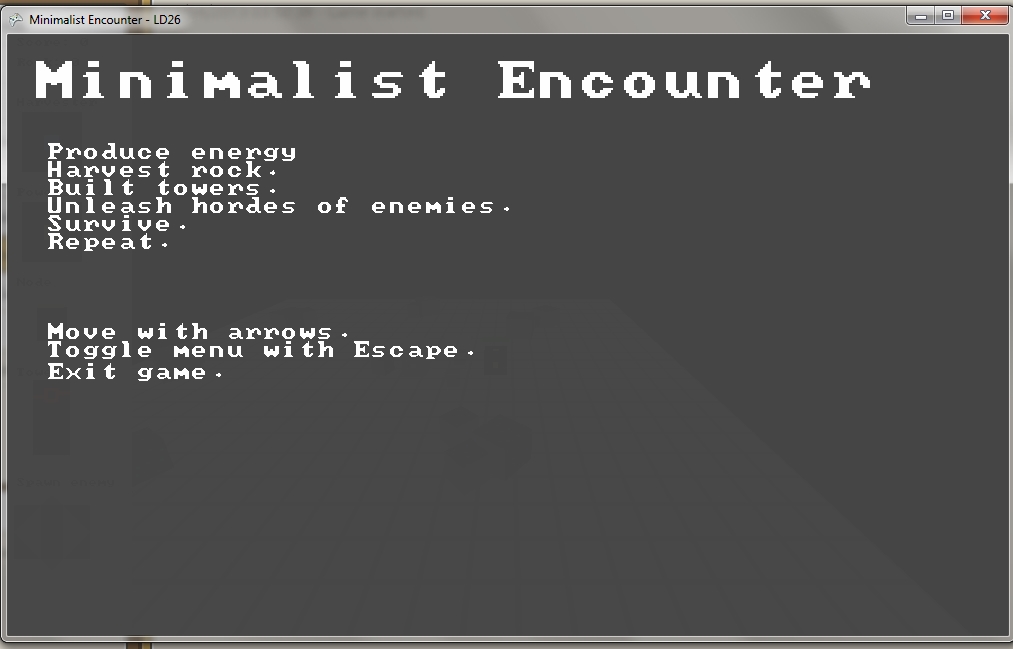 Minimalist Encounter - LD26
Minimalist Encounter
Produce energy
Harvest rock.
Built towers.
Unleash hordes of enemies.
Survive.
Repeat.
Move with arrows.
Toggle menu with Escape.
Exit game.